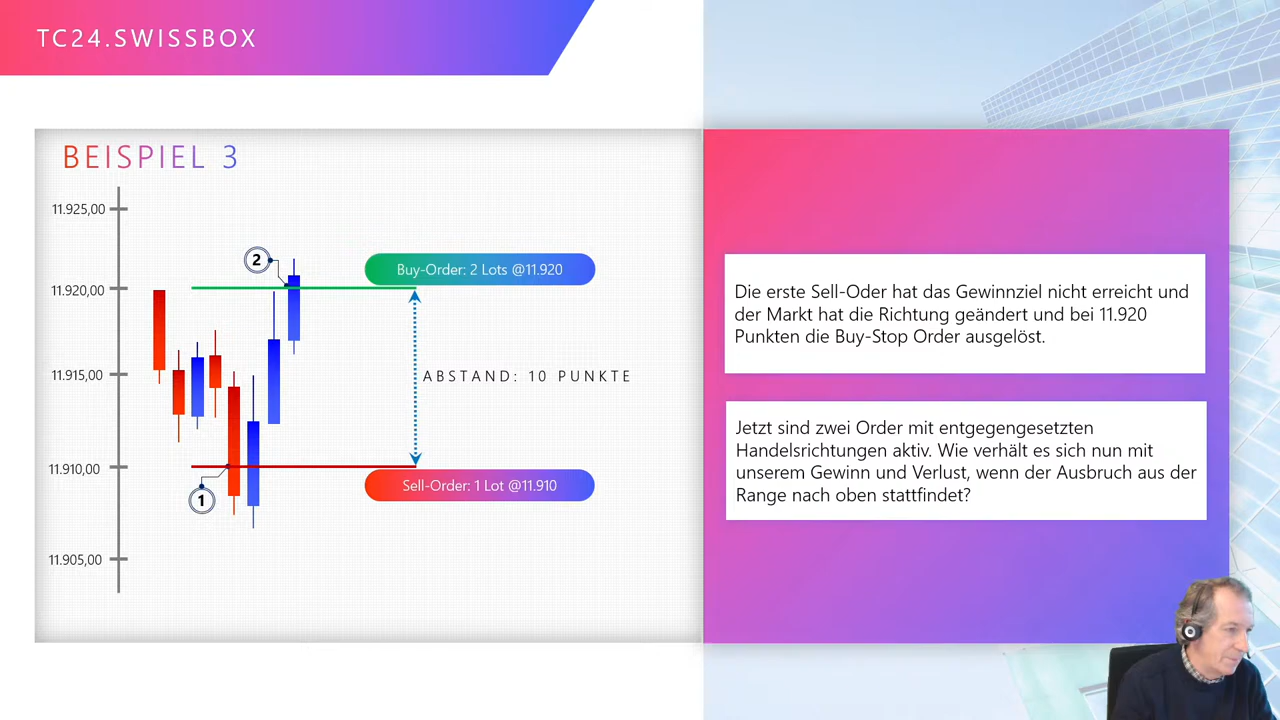 TC24.SWISSBOX
BEISPIEL 3
11.925,00
11.920,00
11.915,00
11.910,00
11.905,00
2
1
Buy-Order: 2 Lots @11.920
ABSTAND: 10 PUNKTE
Sell-Order: 1 Lot @11.910
Die erste Sell-Oder hat das Gewinnziel nicht erreicht und
der Markt hat die Richtung geändert und bei 11.920
Punkten die Buy-Stop Order ausgelöst.
Jetzt sind zwei Order mit entgegengesetzten
Handelsrichtungen aktiv. Wie verhält es sich nun mit
unserem Gewinn und Verlust, wenn der Ausbruch aus der
Range nach oben stattfindet?